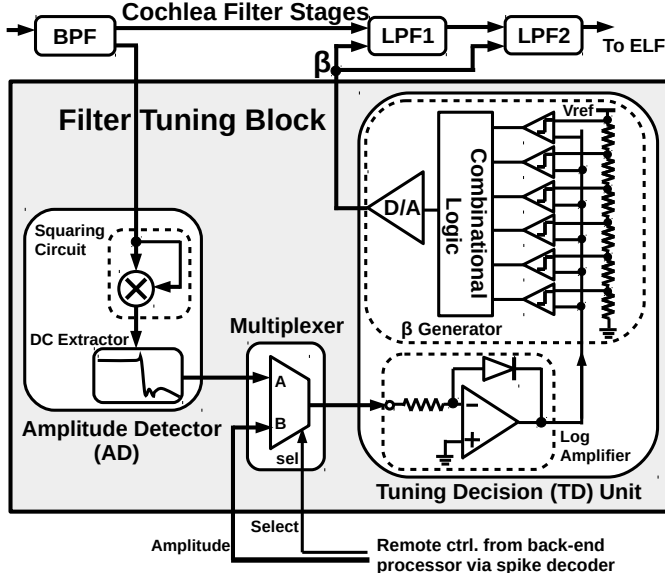 Cochlea Filter Stages
BPF
LPF1
LPF2
To ELF
β
Filter Tuning Block
Vref
D/A
Combinational
Logic
β Generator
Squaring
Circuit
DC Extractor
Multiplexer
A
B
sel
Amplitude Detector
(AD)
Log
Amplifier
Tuning Decision (TD) Unit
Select
Amplitude
Remote ctrl. from back-end
processor via spike decoder